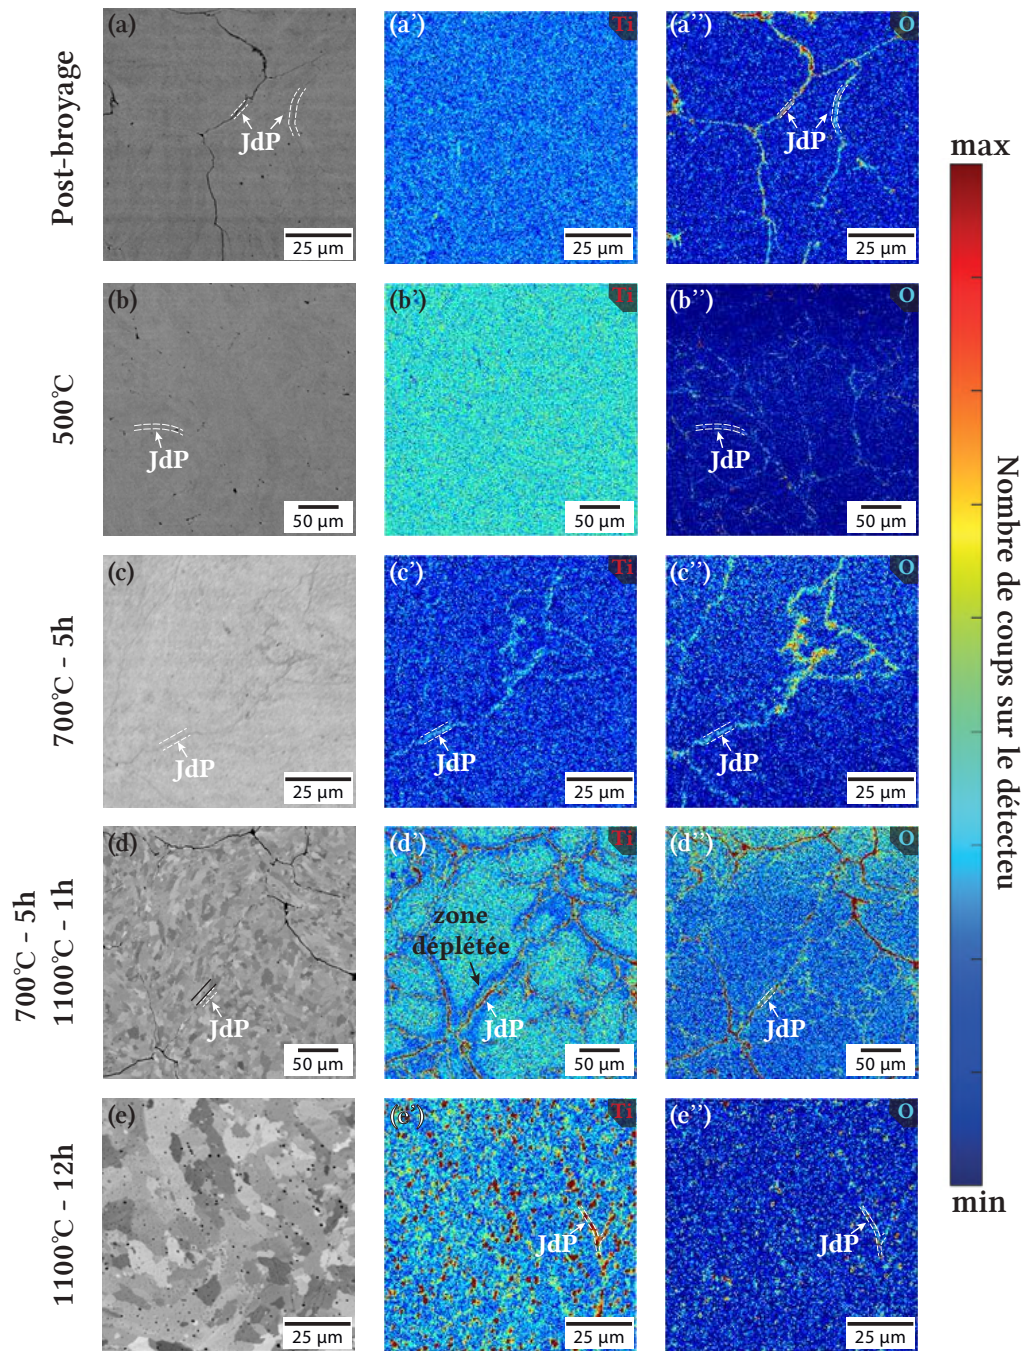 Post-broyage
(a)
JdP
25 µm
(a’)
Ti
25 µm
(a’’)
O
JdP
25 µm
500°C
(b)
JdP
50 µm
(b’)
Ti
50 µm
(b’’)
O
JdP
50 µm
700°C - 5h
(c)
JdP
25 µm
(c’)
Ti
JdP
25 µm
(c’’)
O
JdP
25 µm
700°C - 5h
1100°C - 1h
(d)
JdP
50 µm
(d’)
Ti
zone
déplétée
JdP
50 µm
(d’’)
O
JdP
50 µm
1100°C - 12h
(e)
25 µm
Ti
JdP
25 µm
(e’’)
O
JdP
25 µm
max
Nombre de coups sur le détecteu
min